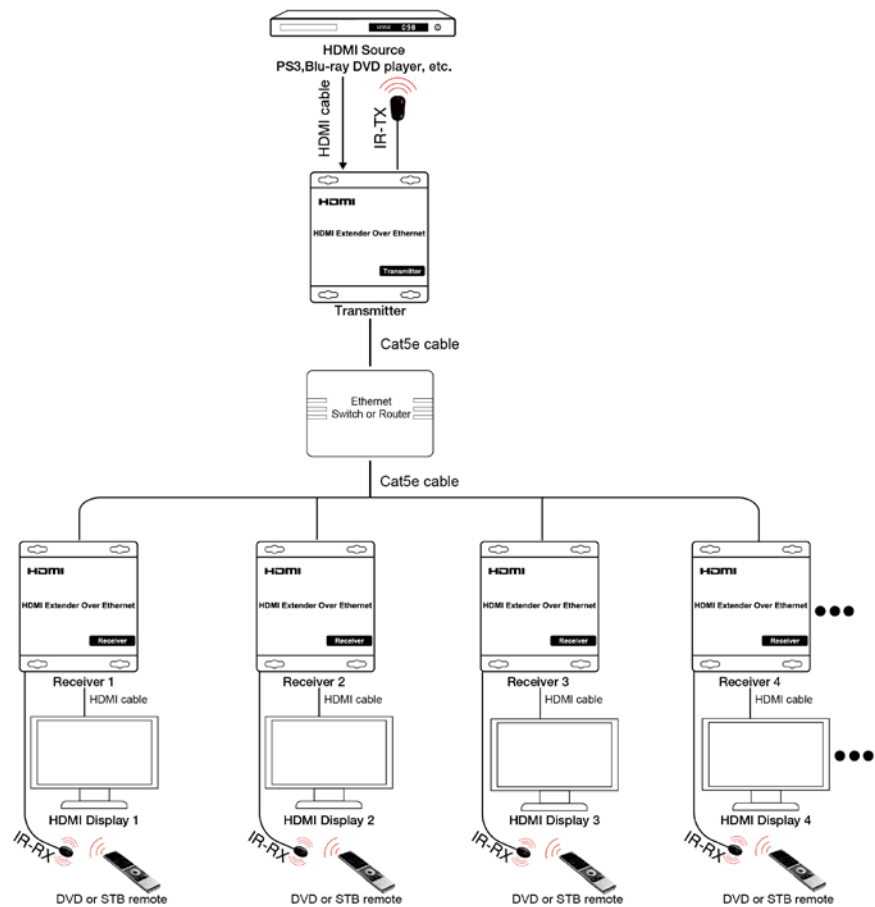 HDMI Source
PS3,Blu-ray DVD player, etc.
HDMI cable
IR-TX
HDMI
HDMI Extender Over Ethernet
Transmitter
Transmitter
Cat5e cable
Ethernet
Switch or Router
Cat5e cable
HDMI
HDMI Extender Over Ethernet
Receiver
Receiver 1
HDMI cable
HDMI Display 1
IR-RX
DVD or STB remote
HDMI
HDMI Extender Over Ethernet
Receiver
Receiver 2
HDMI cable
HDMI Display 2
IR-RX
DVD or STB remote
HDMI
HDMI Extender Over Ethernet
Receiver
Receiver 3
HDMI cable
HDMI Display 3
IR-RX
DVD or STB remote
HDMI
HDMI Extender Over Ethernet
Receiver
Receiver 4
HDMI cable
HDMI Display 4
IR-RX
DVD or STB remote